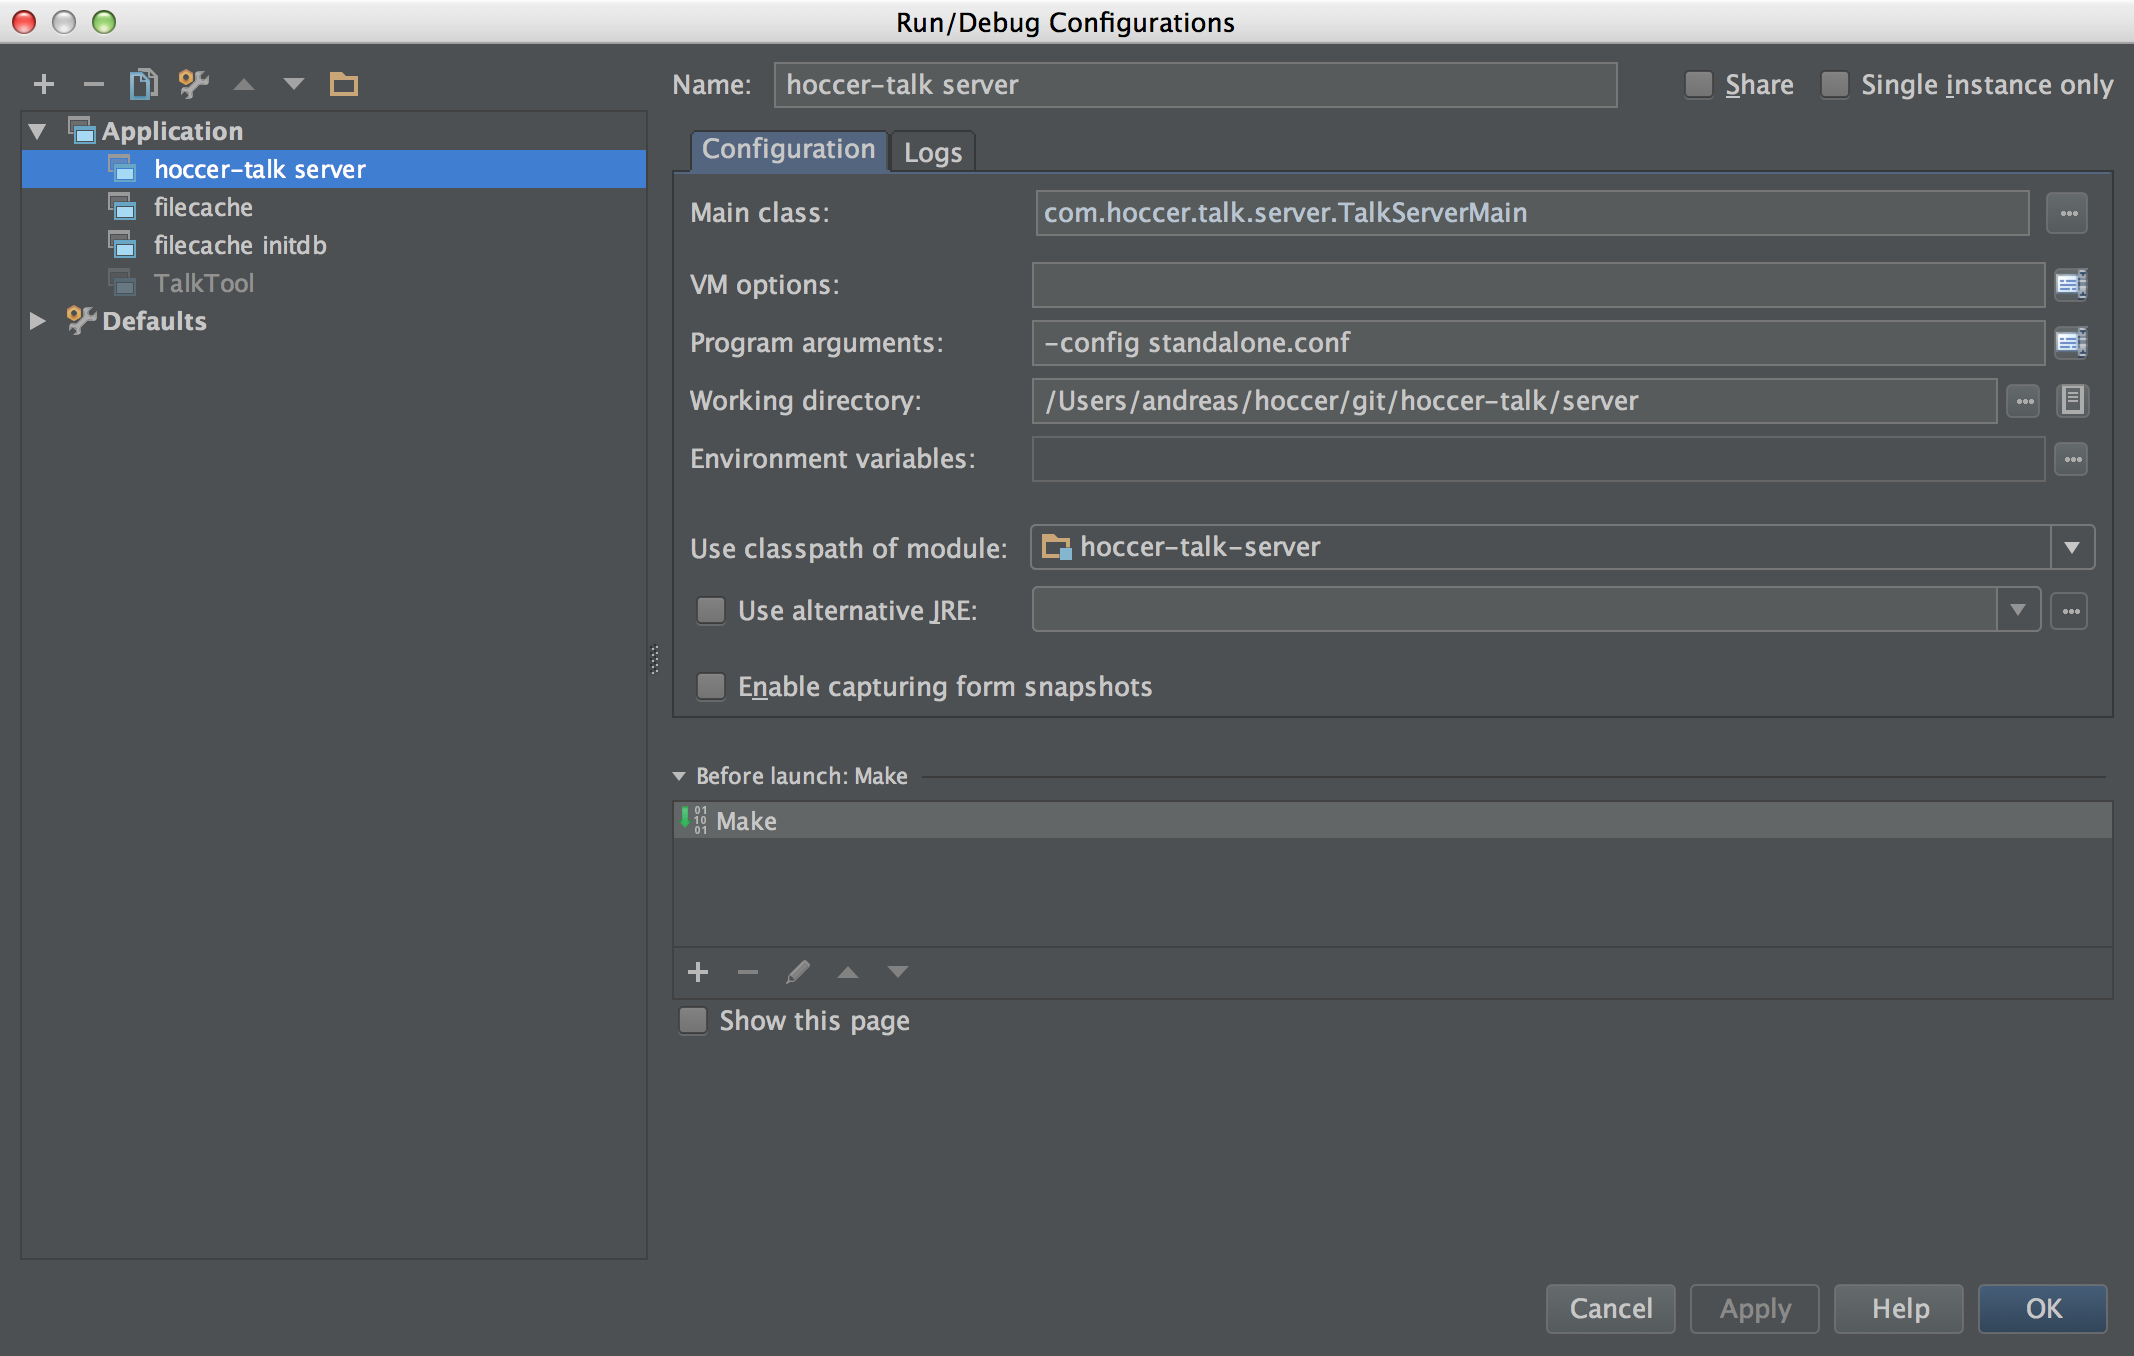 Run/Debug Configurations
Name: hoccer-talk server Share Single instance only
Application
hoccer-talk server
filecache
filecache initdb
TalkTool
Defaults
Configuration Logs
Main class: com.hoccer.talk.server.TalkServerMain ...
VM options:
Program arguments: -config standalone.conf
Working directory: /Users/andreas/hoccer/git/hoccer-talk/server ...
Environment variables: ...
Use classpath of module: hoccer-talk-server
Use alternative JRE: ...
Enable capturing form snapshots
Before launch: Make
01
10
01
Make
Show this page
Cancel Apply Help OK